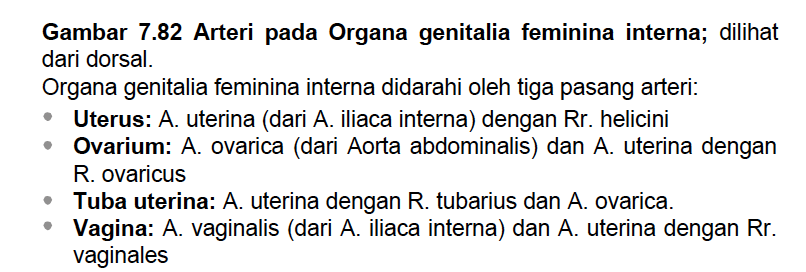 Gambar 7.82 Arteri pada Organa genitalia feminina interna; dilihat
dari dorsal.
Organa genitalia feminina interna didarahi oleh tiga pasang arteri:
• Uterus: A. uterina (dari A. iliaca interna) dengan Rr. helicini
• Ovarium: A. ovarica (dari Aorta abdominalis) dan A. uterina dengan
R. ovaricus
• Tuba uterina: A. uterina dengan R. tubarius dan A. ovarica.
• Vagina: A. vaginalis (dari A. iliaca interna) dan A. uterina dengan Rr.
vaginales